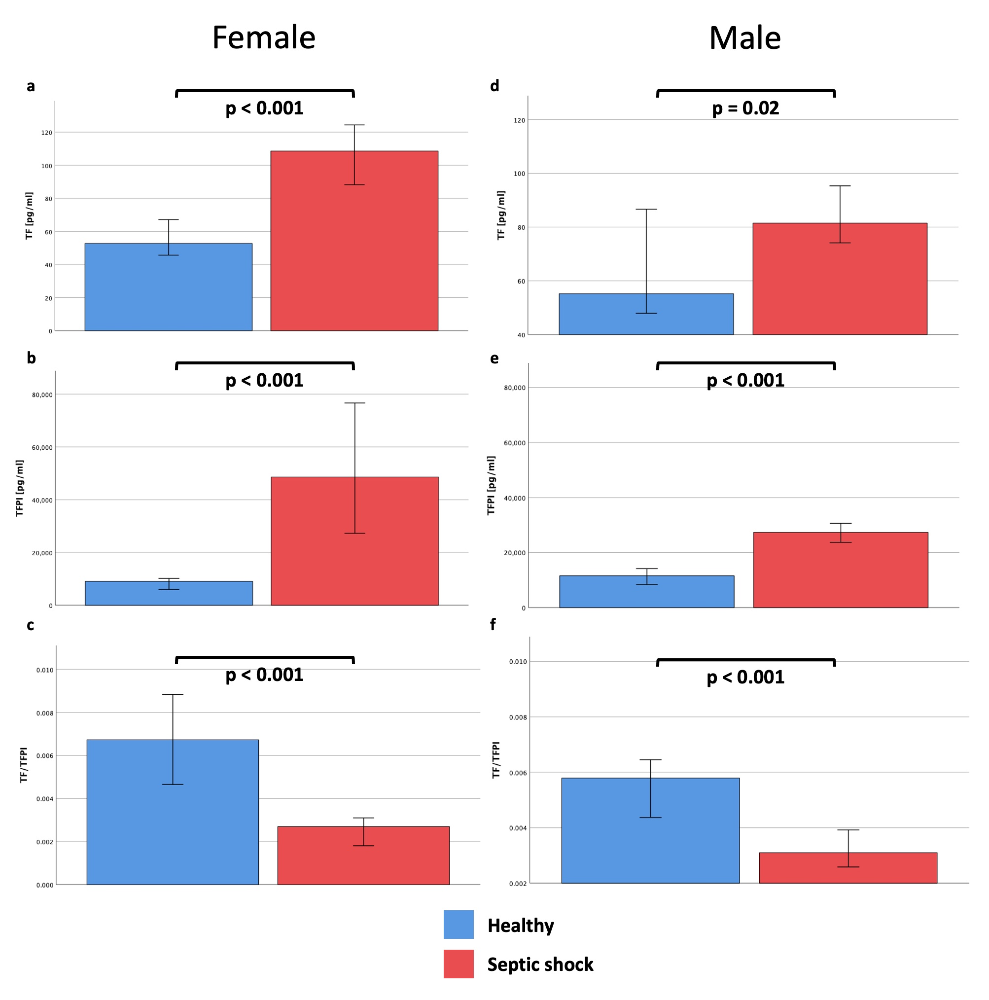 Female
Male
a
p < 0.001
TF [pg/ml]
120
100
80
60
40
20
0
d
p = 0.02
TF [pg/ml]
120
100
80
60
40
b
p < 0.001
TFPI [pg/ml]
80,000
60,000
40,000
20,000
0
e
p < 0.001
TFPI [pg/ml]
80,000
60,000
40,000
20,000
0
c
p < 0.001
TF/TFPI
0.010
0.008
0.006
0.004
0.002
0.000
f
p < 0.001
TF/TFPI
0.010
0.008
0.006
0.004
0.002
Healthy
Septic shock